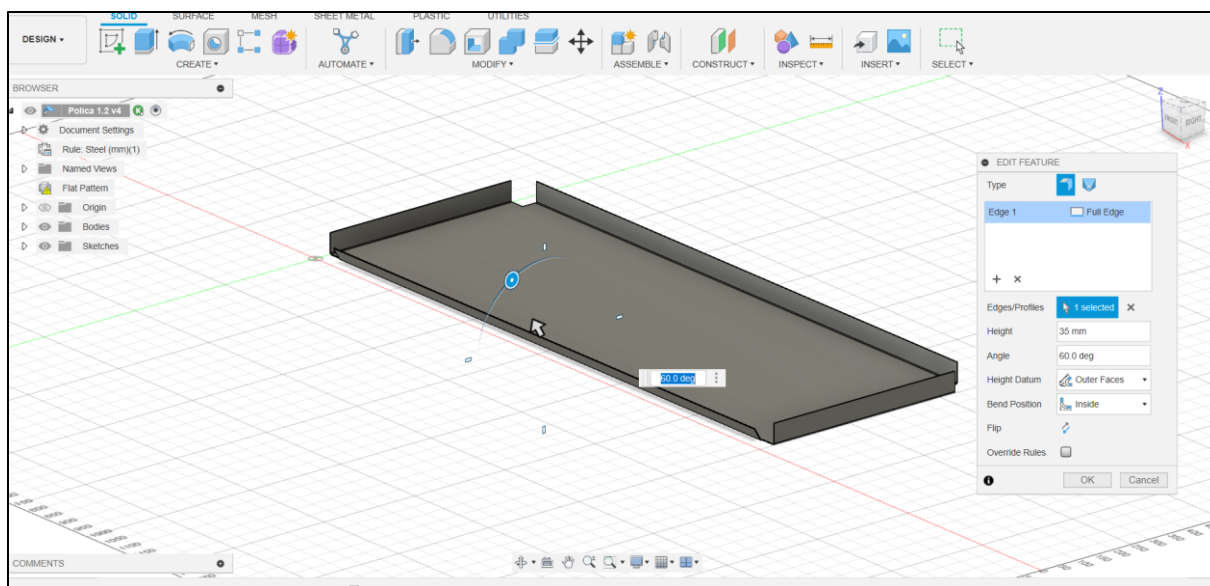 SOLID SURFACE MESH SHEET METAL PLASTIC UTILITIES
DESIGN
CREATE AUTOMATE MODIFY ASSEMBLE CONSTRUCT INSPECT INSERT SELECT
BROWSER
Polica 1.2 v4
Document Settings
Rule: Steel (mm)(1)
Named Views
Flat Pattern
Origin
Bodies
Sketches
Z
FRONT RIGHT
X
60.0 deg
EDIT FEATURE
Type
Edge 1 Full Edge
Edges/Profiles 1 selected
Height 35 mm
Angle 60.0 deg
Height Datum Outer Faces
Bend Position Inside
Flip
Override Rules
OK Cancel
COMMENTS